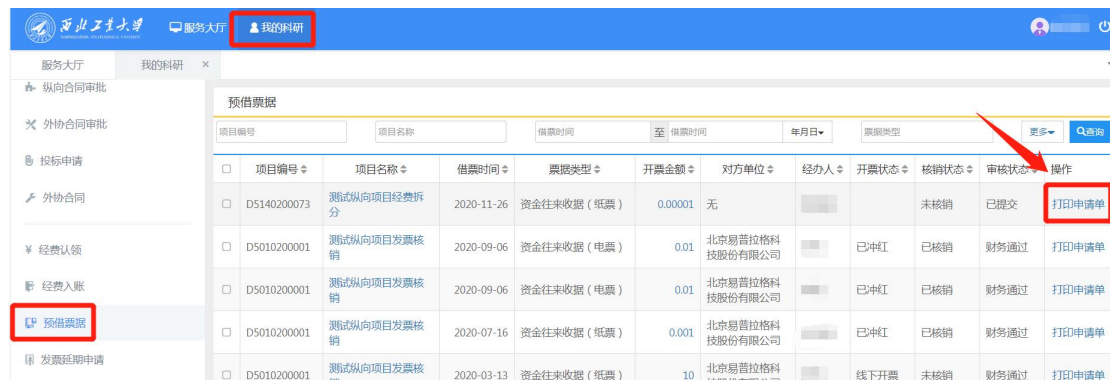 西北工业大学 服务大厅 我的科研
服务大厅 我的科研 ×
纵向合同审批
外协合同审批
投标申请
外协合同
经费认领
经费入账
预借票据
发票延期申请
预借票据
项目编号 项目名称 借票时间 至 借票时间 年月日 票据类型 更多 查询
项目编号 项目名称 借票时间 票据类型 开票金额 对方单位 经办人 开票状态 核销状态 审核状态 操作
D5140200073 测试纵向项目经费拆 2020-11-26 资金往来收据(纸票) 0.00001 无 未核销 已提交 打印申请单
分
D5010200001 测试纵向项目发票核 2020-09-06 资金往来收据(电票) 0.01 北京易普拉格科 已冲红 已核销 财务通过 打印申请单
销 技股份有限公司
D5010200001 测试纵向项目发票核 2020-09-06 资金往来收据(电票) 0.01 北京易普拉格科 已冲红 已核销 财务通过 打印申请单
销 技股份有限公司
D5010200001 测试纵向项目发票核 2020-07-16 资金往来收据(纸票) 0.001 北京易普拉格科 已冲红 已核销 财务通过 打印申请单
销 技股份有限公司
D5010200001 测试纵向项目发票核 2020-03-13 资金往来收据(纸票) 10 北京易普拉格科 线下开票 未核销 财务通过 打印申请单